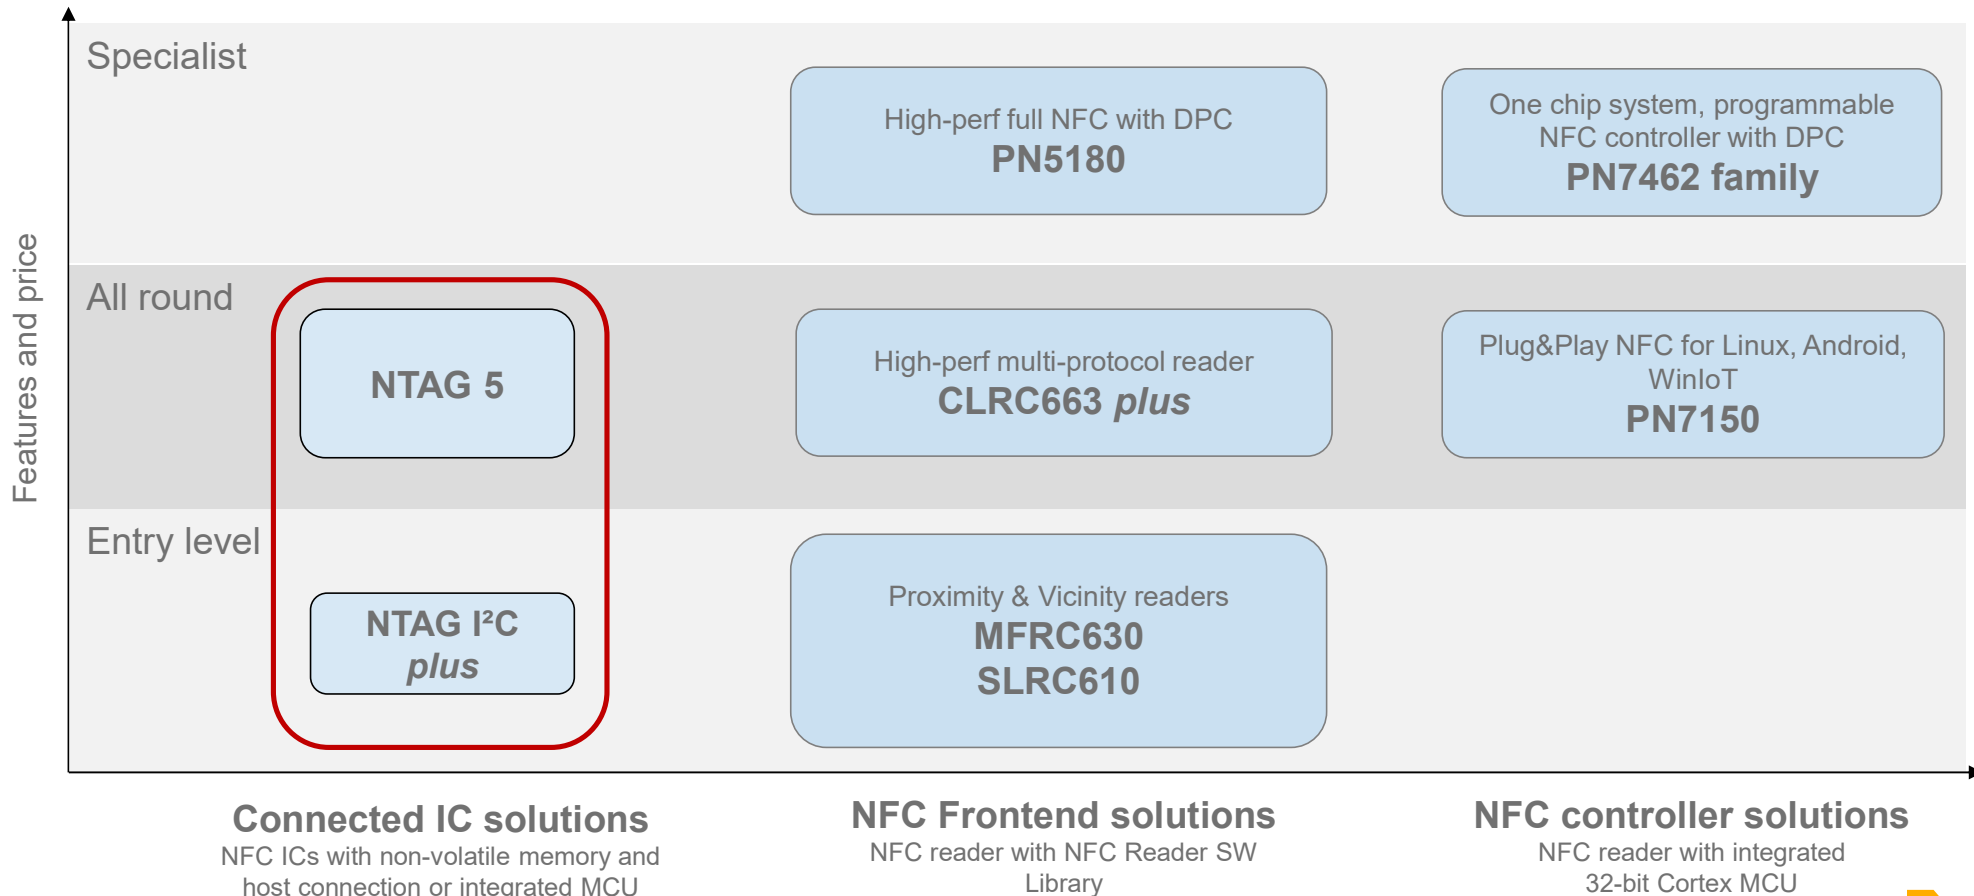 Features and price
Specialist
High-perf full NFC with DPC
PN5180
One chip system, programmable
NFC controller with DPC
PN7462 family
All round
NTAG 5
High-perf multi-protocol reader
CLRC663 plus
Plug&Play NFC for Linux, Android,
WinIoT
PN7150
Entry level
NTAG I²C
plus
Proximity & Vicinity readers
MFRC630
SLRC610
Connected IC solutions
NFC ICs with non-volatile memory and
host connection or integrated MCU
NFC Frontend solutions
NFC reader with NFC Reader SW
Library
NFC controller solutions
NFC reader with integrated
32-bit Cortex MCU